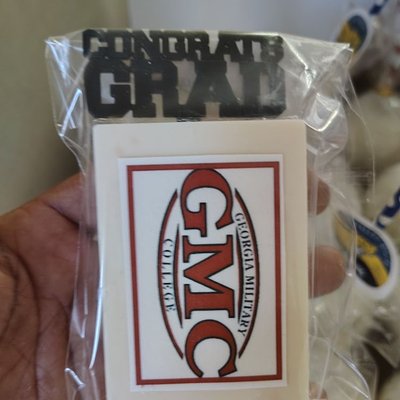 CONGRATS
GRAD
GEORGIA MILITARY
GMC
COLLEGE